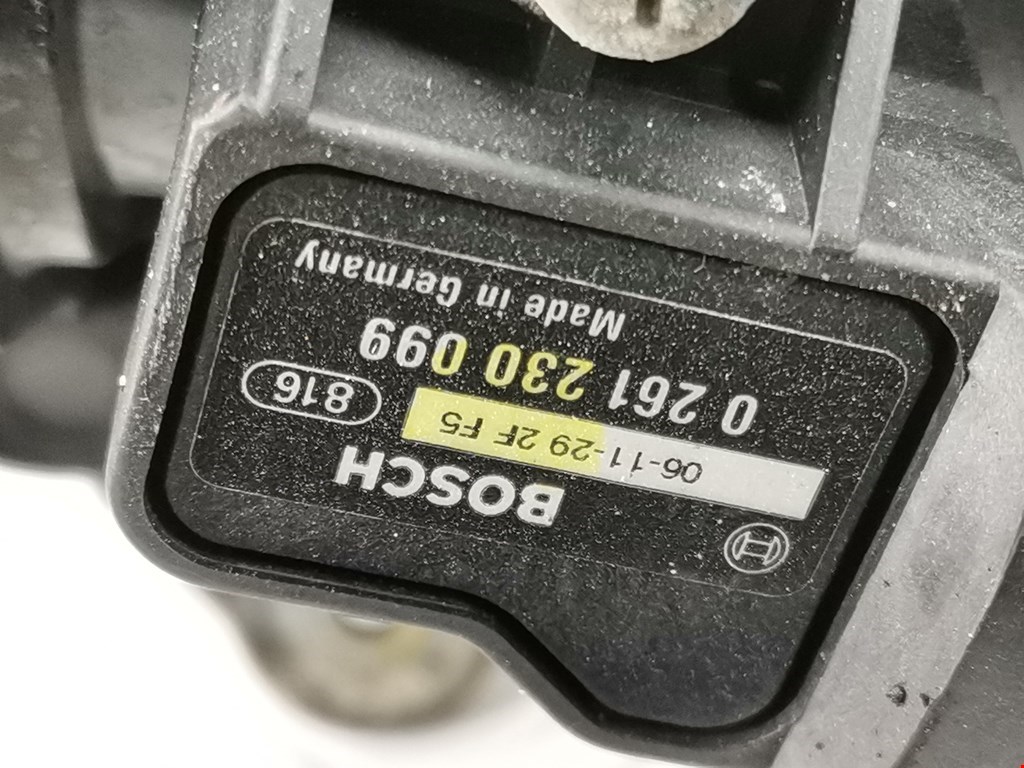 BOSCH
06-11-29 2F F5
816
0 261 230 099
Made in Germany